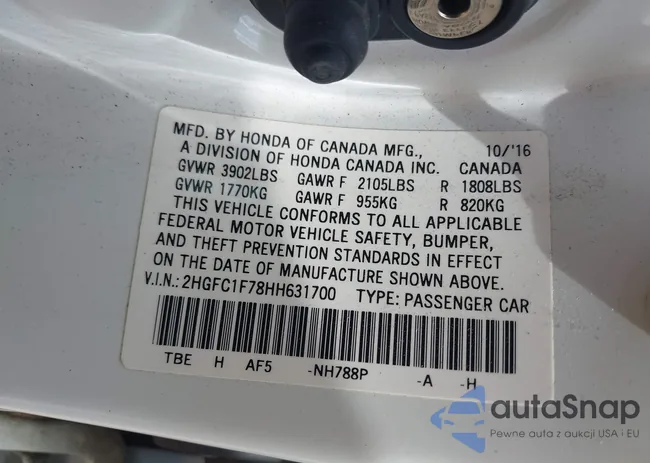 MFD. BY HONDA OF CANADA MFG., 10/'16
A DIVISION OF HONDA CANADA INC. CANADA
GVWR 3902LBS GAWR F 2105LBS R 1808LBS
GVWR 1770KG GAWR F 955KG R 820KG
THIS VEHICLE CONFORMS TO ALL APPLICABLE
FEDERAL MOTOR VEHICLE SAFETY, BUMPER,
AND THEFT PREVENTION STANDARDS IN EFFECT
ON THE DATE OF MANUFACTURE SHOWN ABOVE.
V.I.N.: 2HGFC1F78HH631700 TYPE: PASSENGER CAR
TBE H AF5 -NH788P -A -H
autaSnap
Pewne auta z aukcji USA i EU